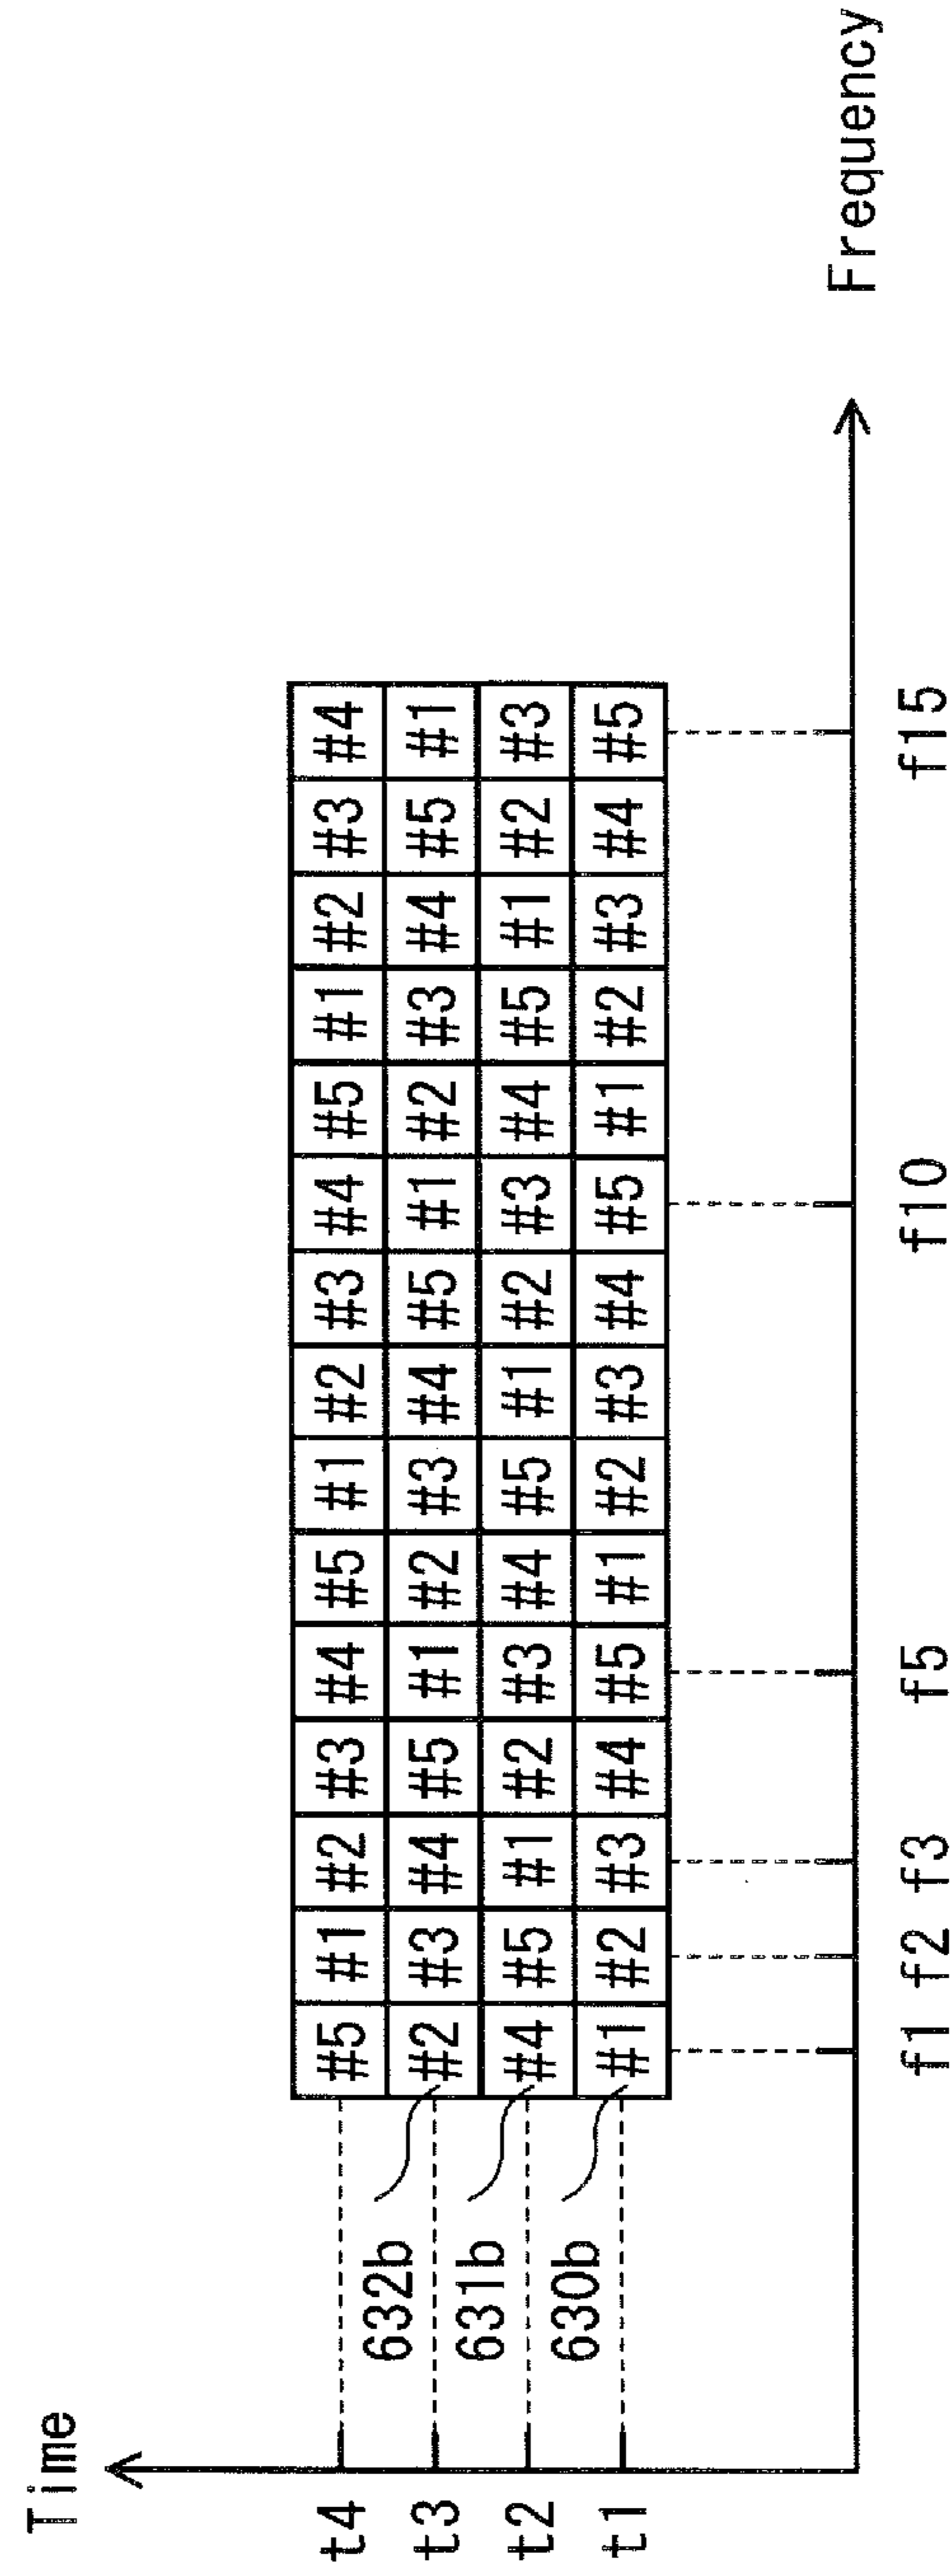 Time
t4 #5 #1 #2 #3 #4 #5 #1 #2 #3 #4 #5 #1 #2 #3 #4
632b
t3 #2 #3 #4 #5 #1 #2 #3 #4 #5 #1 #2 #3 #4 #5 #1
631b
t2 #4 #5 #1 #2 #3 #4 #5 #1 #2 #3 #4 #5 #1 #2 #3
630b
t1 #1 #2 #3 #4 #5 #1 #2 #3 #4 #5 #1 #2 #3 #4 #5
f1 f2 f3 f5 f10 f15
Frequency